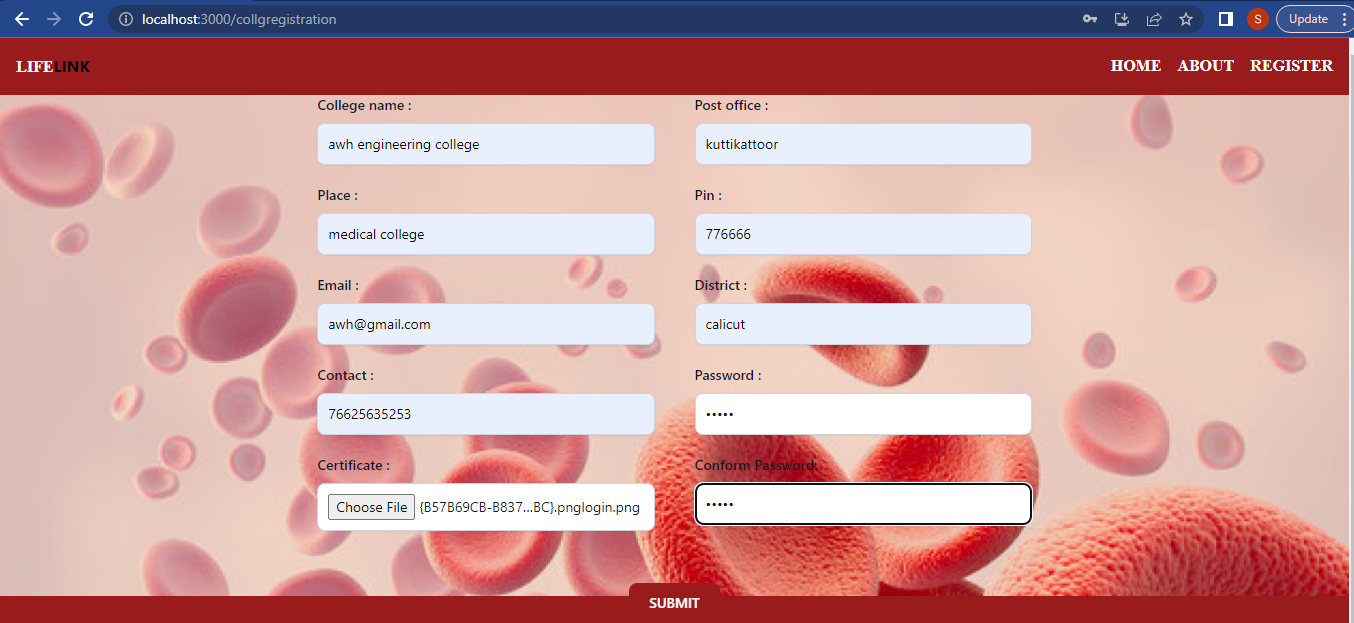 localhost:3000/collgregistration
S
Update
LIFELINK
HOME ABOUT REGISTER
College name :
Post office :
awh engineering college
kuttikattoor
Place :
Pin :
medical college
776666
Email :
District :
awh@gmail.com
calicut
Contact :
Password :
76625635253
•••••
Certificate :
Conform Password:
Choose File {B57B69CB-B837...BC}.pnglogin.png
•••••
SUBMIT